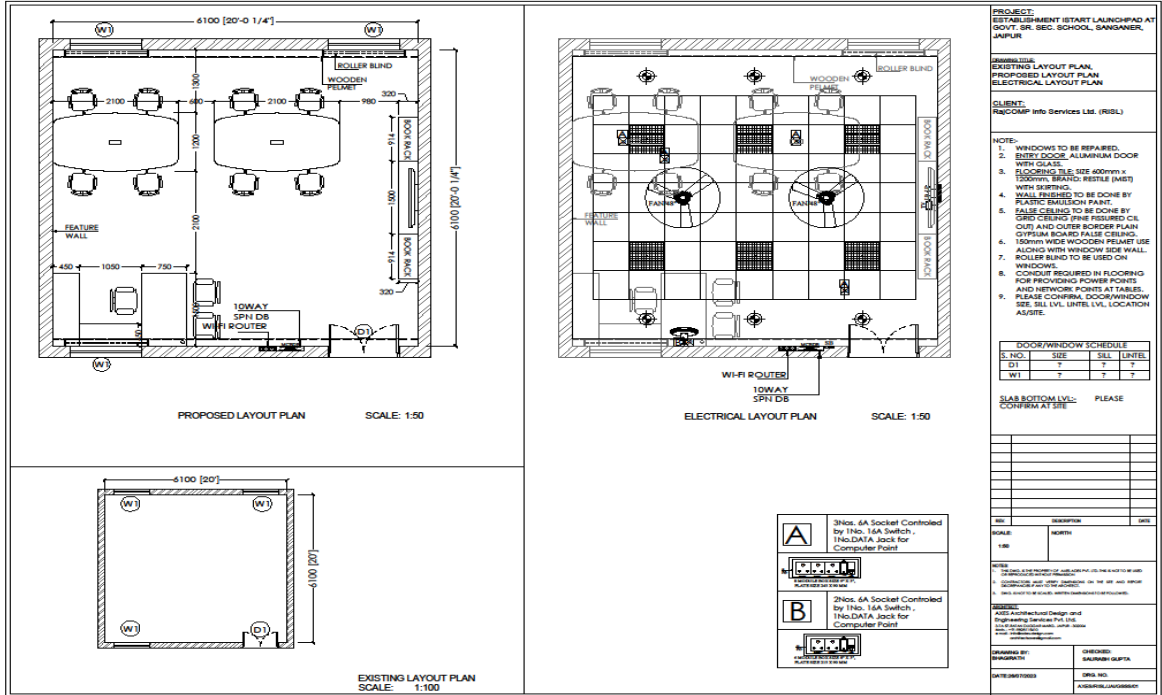 6100 [20'-0 1/4"]
W1
W1
ROLLER BLIND
WOODEN
PELMET
1300
320
2100
600
2100
980
1200
914
BOOK RACK
1500
6100 [20'-0 1/4"]
2100
FEATURE
WALL
914
BOOK RACK
450
1050
750
320
10WAY
SPN DB
WI-FI ROUTER
D1
W1
PROPOSED LAYOUT PLAN
SCALE: 1:50
ROLLER BLIND
WOODEN
PELMET
A
A
BOOK RACK
FAN48"
FAN48"
FEATURE
WALL
BOOK RACK
WI-FI ROUTER
10WAY
SPN DB
ELECTRICAL LAYOUT PLAN
SCALE: 1:50
6100 [20']
W1
W1
6100 [20']
W1
D1
EXISTING LAYOUT PLAN
SCALE: 1:100
A
3Nos. 6A Socket Controled
by 1No. 16A Switch ,
1No.DATA Jack for
Computer Point
B
2Nos. 6A Socket Controled
by 1No. 16A Switch ,
1No.DATA Jack for
Computer Point
PROJECT:
ESTABLISHMENT ISTART LAUNCHPAD AT
GOVT. SR. SEC. SCHOOL, SANGANER,
JAIPUR
DRAWING TITLE:
EXISTING LAYOUT PLAN,
PROPOSED LAYOUT PLAN
ELECTRICAL LAYOUT PLAN
CLIENT:
RajCOMP Info Services Ltd. (RISL)
NOTE:-
1. WINDOWS TO BE REPAIRED.
2. ENTRY DOOR ALUMINUM DOOR
WITH GLASS.
3. FLOORING TILE: SIZE 600mm x
1200mm, BRAND: RESTILE (MIST)
WITH SKIRTING.
4. WALL FINISHED TO BE DONE BY
PLASTIC EMULSION PAINT.
5. FALSE CEILING TO BE DONE BY
GRID CEILING (FINE FISSURED CIL
OUT) AND OUTER BORDER PLAIN
GYPSUM BOARD FALSE CEILING.
6. 150mm WIDE WOODEN PELMET USE
ALONG WITH WINDOW SIDE WALL.
7. ROLLER BLIND TO BE USED ON
WINDOWS.
8. CONDUIT REQUIRED IN FLOORING
FOR PROVIDING POWER POINTS
AND NETWORK POINTS AT TABLES.
9. PLEASE CONFIRM, DOOR/WINDOW
SIZE, SILL LVL, LINTEL LVL, LOCATION
AS/SITE.
DOOR/WINDOW SCHEDULE
S. NO. SIZE SILL LINTEL
D1 ? ? ?
W1 ? ? ?
SLAB BOTTOM LVL:- PLEASE
CONFIRM AT SITE
REV. DESCRIPTION DATE
SCALE: NORTH
1:50
NOTES:
ARCHITECT:
AXES Architectural Design and
Engineering Services Pvt. Ltd.
DRAWING BY: CHECKED:
BHAGIRATH SAURABH GUPTA
DRG. NO.